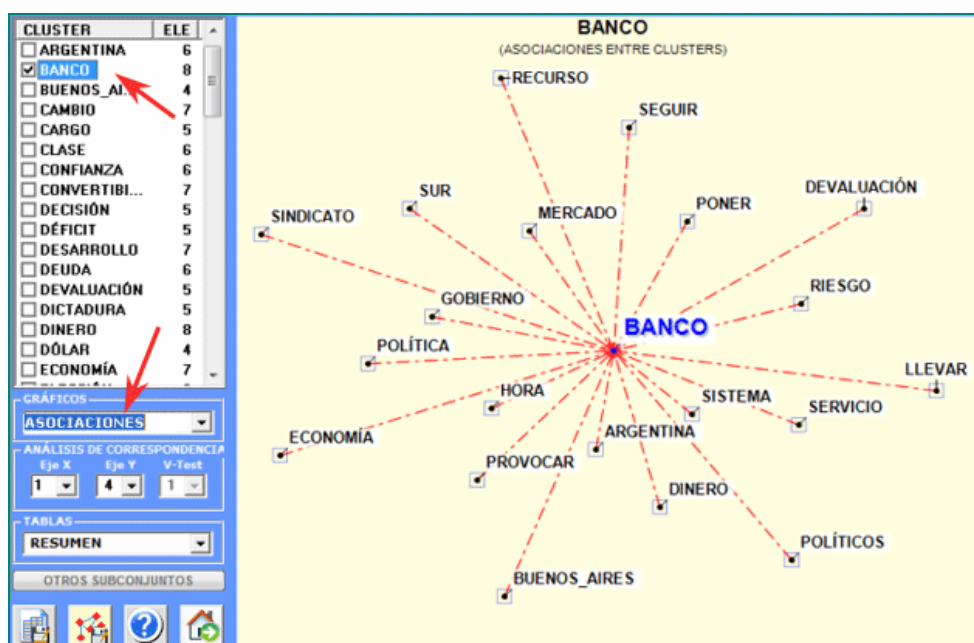 CLUSTER ELE
ARGENTINA 6
BANCO 8
BUENOS_AI... 4
CAMBIO 7
CARGO 5
CLASE 6
CONFIANZA 6
CONVERTIBI... 7
DECISIÓN 5
DÉFICIT 5
DESARROLLO 7
DEUDA 6
DEVALUACIÓN 5
DICTADURA 5
DINERO 8
DÓLAR 4
ECONOMÍA 7
GRÁFICOS
ASOCIACIONES
ANÁLISIS DE CORRESPONDENCIA
Eje X Eje Y V-Test
1 4 1
TABLAS
RESUMEN
OTROS SUBCONJUNTOS
BANCO
(ASOCIACIONES ENTRE CLUSTERS)
RECURSO
SEGUIR
SUR
DEVALUACIÓN
SINDICATO
MERCADO
PONER
GOBIERNO
RIESGO
BANCO
POLÍTICA
LLEVAR
HORA
SISTEMA
SERVICIO
ECONOMÍA
ARGENTINA
PROVOCAR
DINERO
POLÍTICOS
BUENOS_AIRES